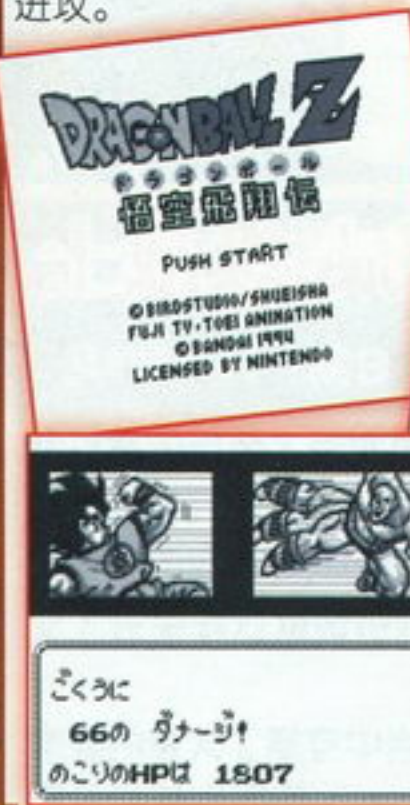 进攻。
DRAGONBALL Z
ドラゴンボール
悟空飛翔伝
PUSH START
©BIRDSTUDIO/SHUEISHA
FUJI TV・TOEI ANIMATION
©BANDAI 1994
LICENSED BY NINTENDO
ごくうに
66の ダメージ!
のこりのHPは 1807